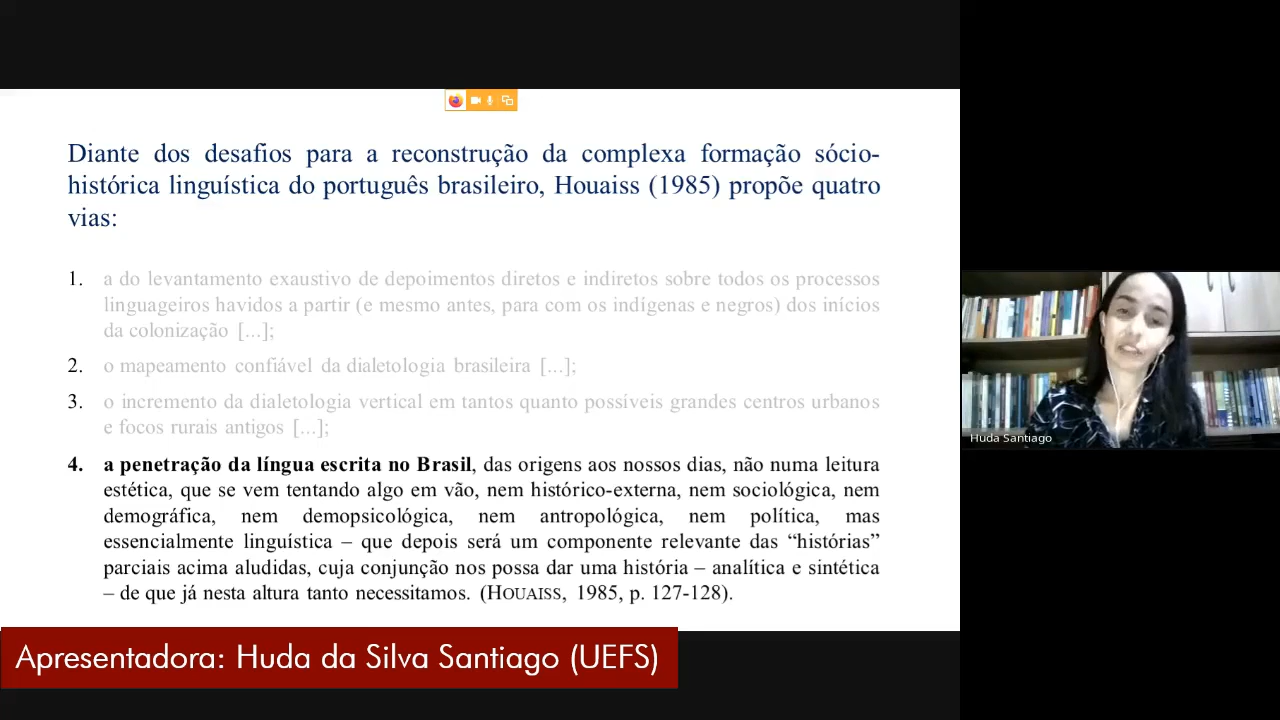 Diante dos desafios para a reconstrução da complexa formação sócio-
histórica linguística do português brasileiro, Houaiss (1985) propõe quatro
vias:
1. a do levantamento exaustivo de depoimentos diretos e indiretos sobre todos os processos
linguageiros havidos a partir (e mesmo antes, para com os indígenas e negros) dos inícios
da colonização [...];
2. o mapeamento confiável da dialetologia brasileira [...];
3. o incremento da dialetologia vertical em tantos quanto possíveis grandes centros urbanos
e focos rurais antigos [...];
4. a penetração da língua escrita no Brasil, das origens aos nossos dias, não numa leitura
estética, que se vem tentando algo em vão, nem histórico-externa, nem sociológica, nem
demográfica, nem demopsicológica, nem antropológica, nem política, mas
essencialmente linguística – que depois será um componente relevante das “histórias”
parciais acima aludidas, cuja conjunção nos possa dar uma história – analítica e sintética
– de que já nesta altura tanto necessitamos. (HOUAISS, 1985, p. 127-128).
Huda Santiago
Apresentadora: Huda da Silva Santiago (UEFS)